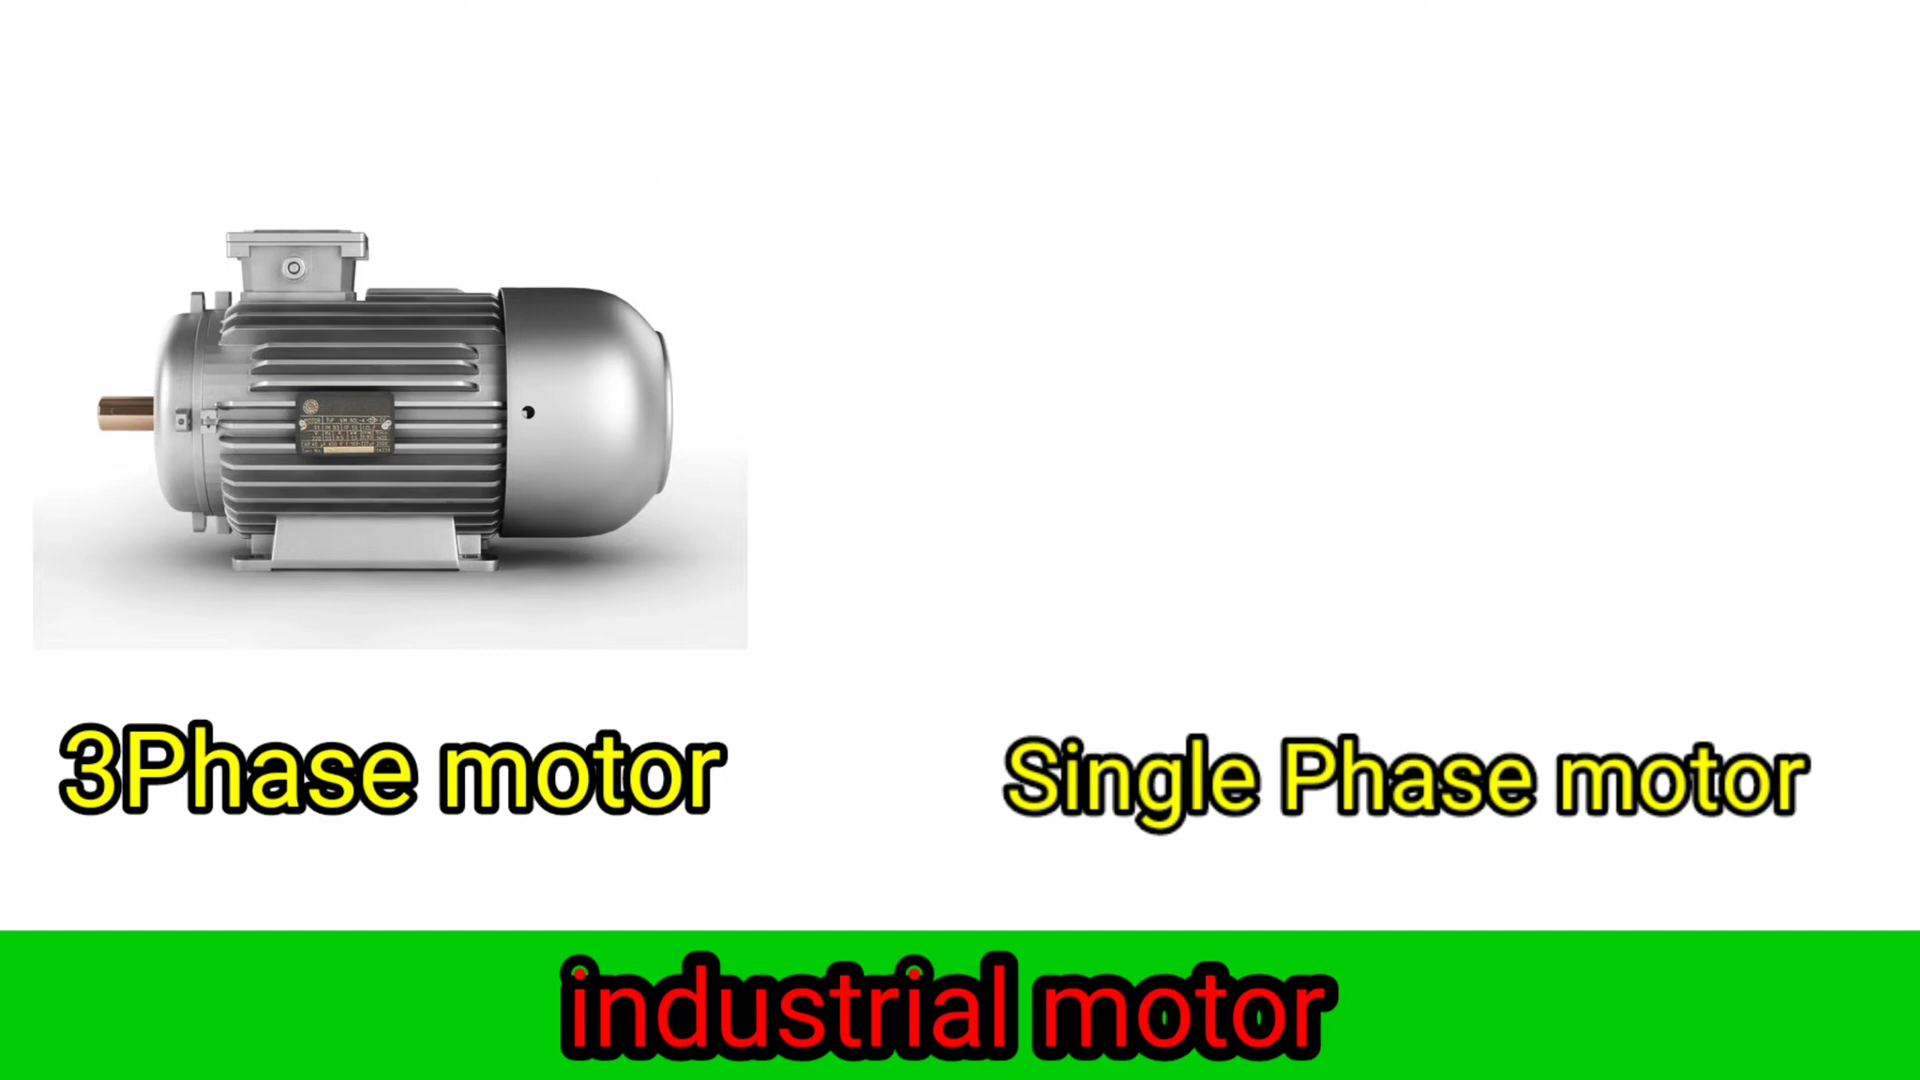 3Phase motor
Single Phase motor
industrial motor